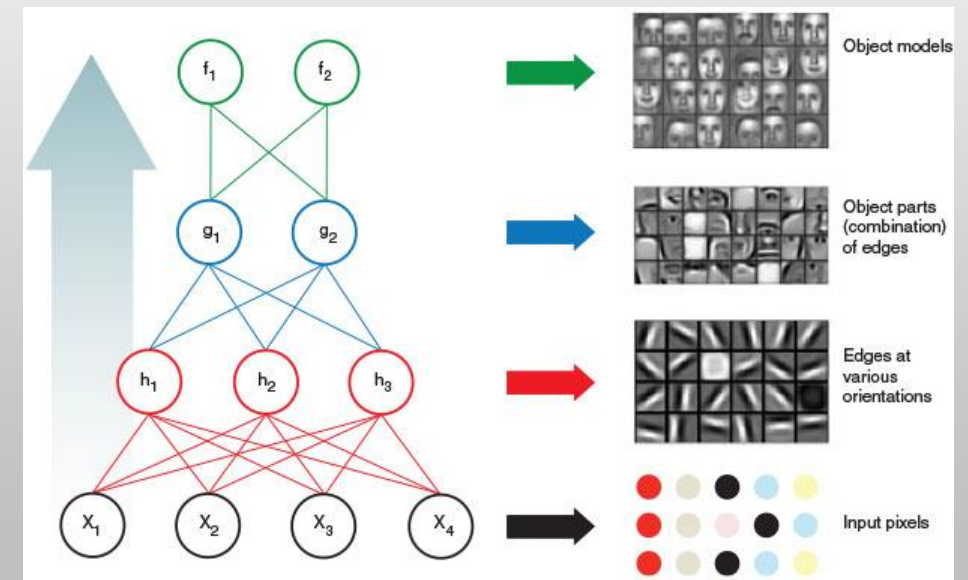 f₁ f₂
Object models
g₁ g₂
Object parts
(combination)
of edges
h₁ h₂ h₃
Edges at
various
orientations
X₁ X₂ X₃ X₄
Input pixels